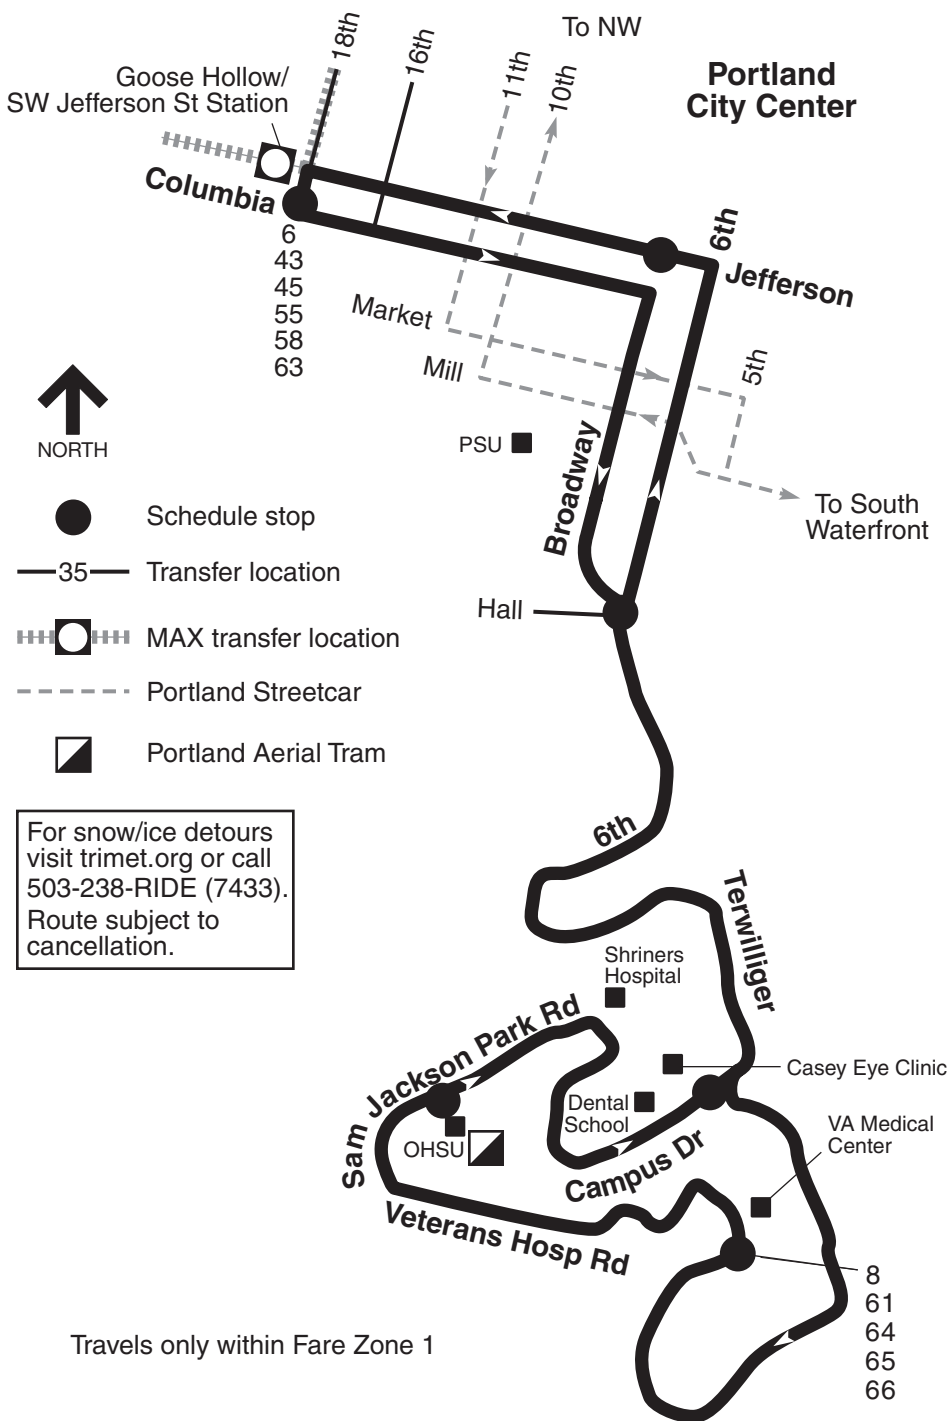 To NW
18th
16th
11th
10th
Portland
City Center
Goose Hollow/
SW Jefferson St Station
Columbia
6
43
45
55
58
63
6th
Jefferson
Market
Mill
5th
NORTH
PSU
Broadway
To South
Waterfront
Schedule stop
35
Transfer location
Hall
MAX transfer location
Portland Streetcar
Portland Aerial Tram
For snow/ice detours
visit trimet.org or call
503-238-RIDE (7433).
Route subject to
cancellation.
6th
Terwilliger
Shriners
Hospital
Sam Jackson Park Rd
Casey Eye Clinic
Dental
School
VA Medical
Center
OHSU
Campus Dr
Veterans Hosp Rd
8
61
64
65
66
Travels only within Fare Zone 1